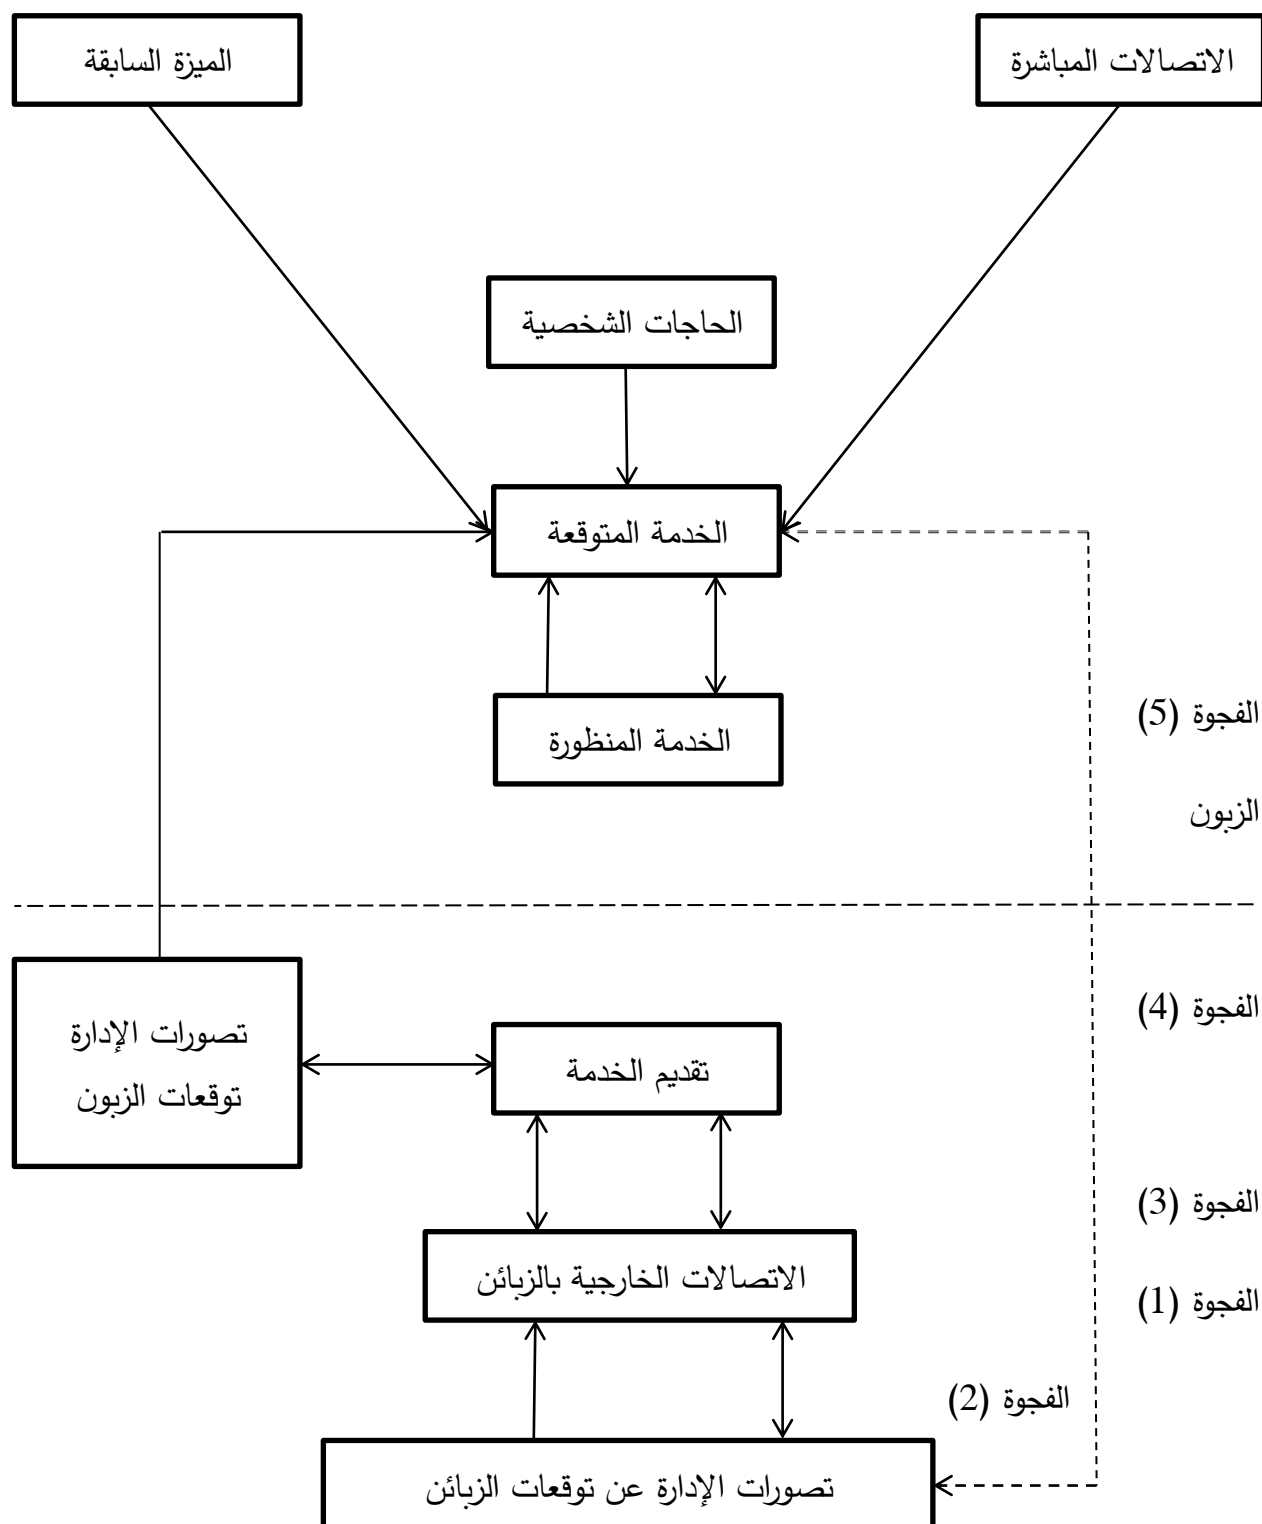 الاتصالات المباشرة
الميزة السابقة
الحاجات الشخصية
الخدمة المتوقعة
الفجوة (5)
الخدمة المنظورة
الزبون
الفجوة (4)
تصورات الإدارة
توقعات الزبون
تقديم الخدمة
الفجوة (3)
الاتصالات الخارجية بالزبائن
الفجوة (1)
الفجوة (2)
تصورات الإدارة عن توقعات الزبائن